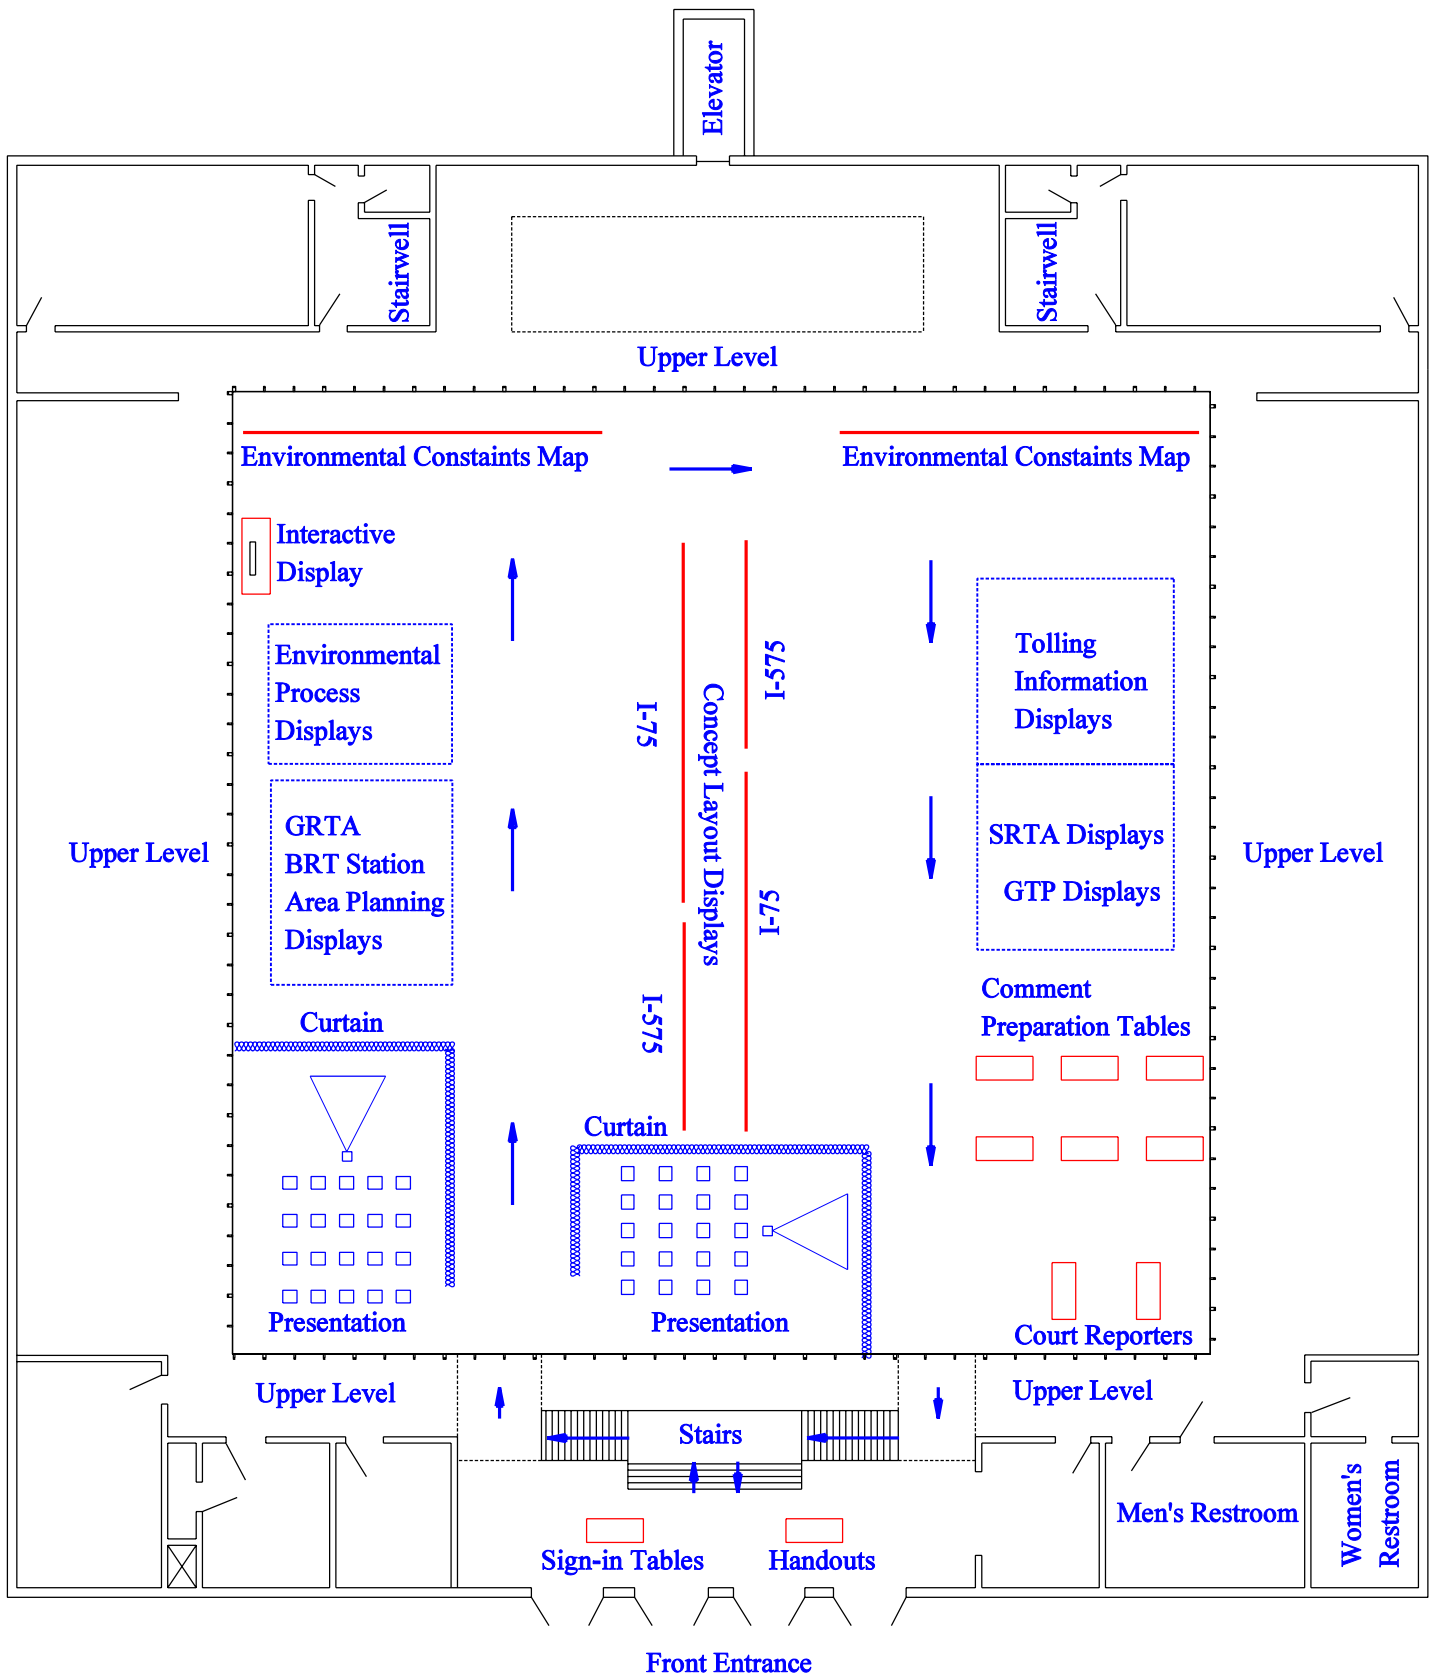 Elevator
Stairwell
Stairwell
Upper Level
Environmental Constaints Map
Environmental Constaints Map
Interactive
Display
Environmental
Process
Displays
I-75
Concept Layout Displays
I-575
Tolling
Information
Displays
GRTA
BRT Station
Area Planning
Displays
I-575
I-75
SRTA Displays
GTP Displays
Upper Level
Upper Level
Comment
Preparation Tables
Curtain
Curtain
Presentation
Presentation
Court Reporters
Upper Level
Upper Level
Stairs
Sign-in Tables
Handouts
Men's Restroom
Women's
Restroom
Front Entrance